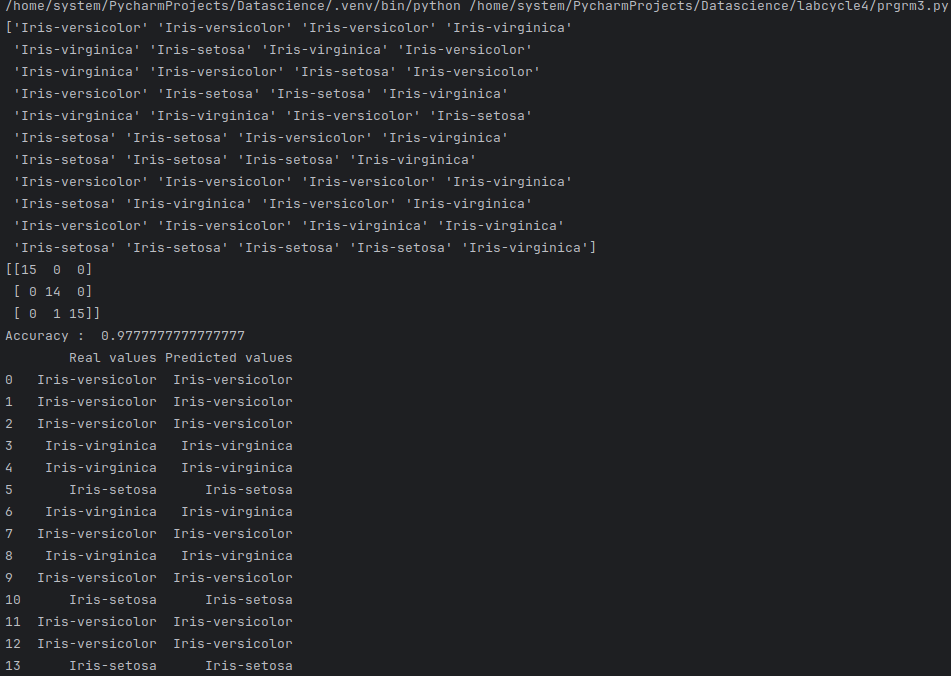 /home/system/PycharmProjects/Datascience/.venv/bin/python /home/system/PycharmProjects/Datascience/labcycle4/prgrm3.py
['Iris-versicolor' 'Iris-versicolor' 'Iris-versicolor' 'Iris-virginica'
 'Iris-virginica' 'Iris-setosa' 'Iris-virginica' 'Iris-versicolor'
 'Iris-virginica' 'Iris-versicolor' 'Iris-setosa' 'Iris-versicolor'
 'Iris-versicolor' 'Iris-setosa' 'Iris-setosa' 'Iris-virginica'
 'Iris-virginica' 'Iris-virginica' 'Iris-versicolor' 'Iris-setosa'
 'Iris-setosa' 'Iris-setosa' 'Iris-versicolor' 'Iris-virginica'
 'Iris-setosa' 'Iris-setosa' 'Iris-setosa' 'Iris-virginica'
 'Iris-versicolor' 'Iris-versicolor' 'Iris-versicolor' 'Iris-virginica'
 'Iris-setosa' 'Iris-virginica' 'Iris-versicolor' 'Iris-virginica'
 'Iris-versicolor' 'Iris-versicolor' 'Iris-virginica' 'Iris-virginica'
 'Iris-setosa' 'Iris-setosa' 'Iris-setosa' 'Iris-setosa' 'Iris-virginica']
[[15  0  0]
 [ 0 14  0]
 [ 0  1 15]]
Accuracy :  0.9777777777777777
        Real values Predicted values
0   Iris-versicolor  Iris-versicolor
1   Iris-versicolor  Iris-versicolor
2   Iris-versicolor  Iris-versicolor
3    Iris-virginica   Iris-virginica
4    Iris-virginica   Iris-virginica
5       Iris-setosa      Iris-setosa
6    Iris-virginica   Iris-virginica
7   Iris-versicolor  Iris-versicolor
8    Iris-virginica   Iris-virginica
9   Iris-versicolor  Iris-versicolor
10      Iris-setosa      Iris-setosa
11  Iris-versicolor  Iris-versicolor
12  Iris-versicolor  Iris-versicolor
13      Iris-setosa      Iris-setosa